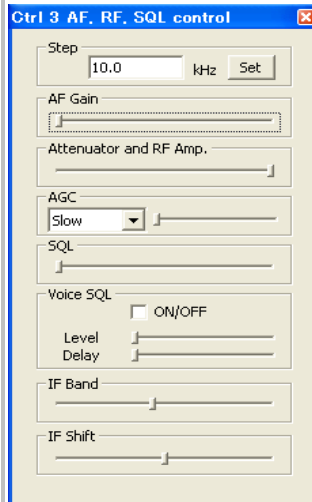 Ctrl 3 AF, RF, SQL control
Step
10.0 kHz Set
AF Gain
Attenuator and RF Amp.
AGC
Slow
SQL
Voice SQL
ON/OFF
Level
Delay
IF Band
IF Shift